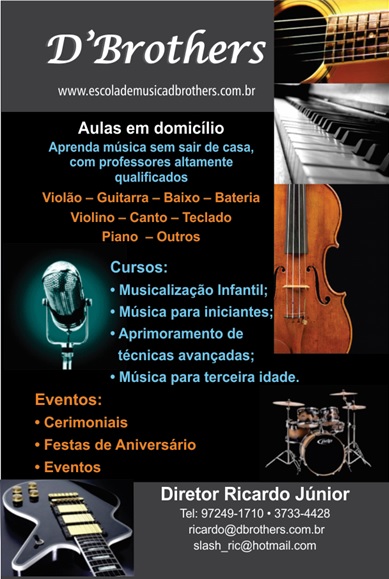 D'Brothers
www.escolademusicadbrothers.com.br
Aulas em domicílio
Aprenda música sem sair de casa,
com professores altamente
qualificados
Violão – Guitarra – Baixo – Bateria
Violino – Canto – Teclado
Piano – Outros
Cursos:
• Musicalização Infantil;
• Música para iniciantes;
• Aprimoramento de
técnicas avançadas;
• Música para terceira idade.
Eventos:
• Cerimoniais
• Festas de Aniversário
• Eventos
Diretor Ricardo Júnior
Tel: 97249-1710 • 3733-4428
ricardo@dbrothers.com.br
slash_ric@hotmail.com